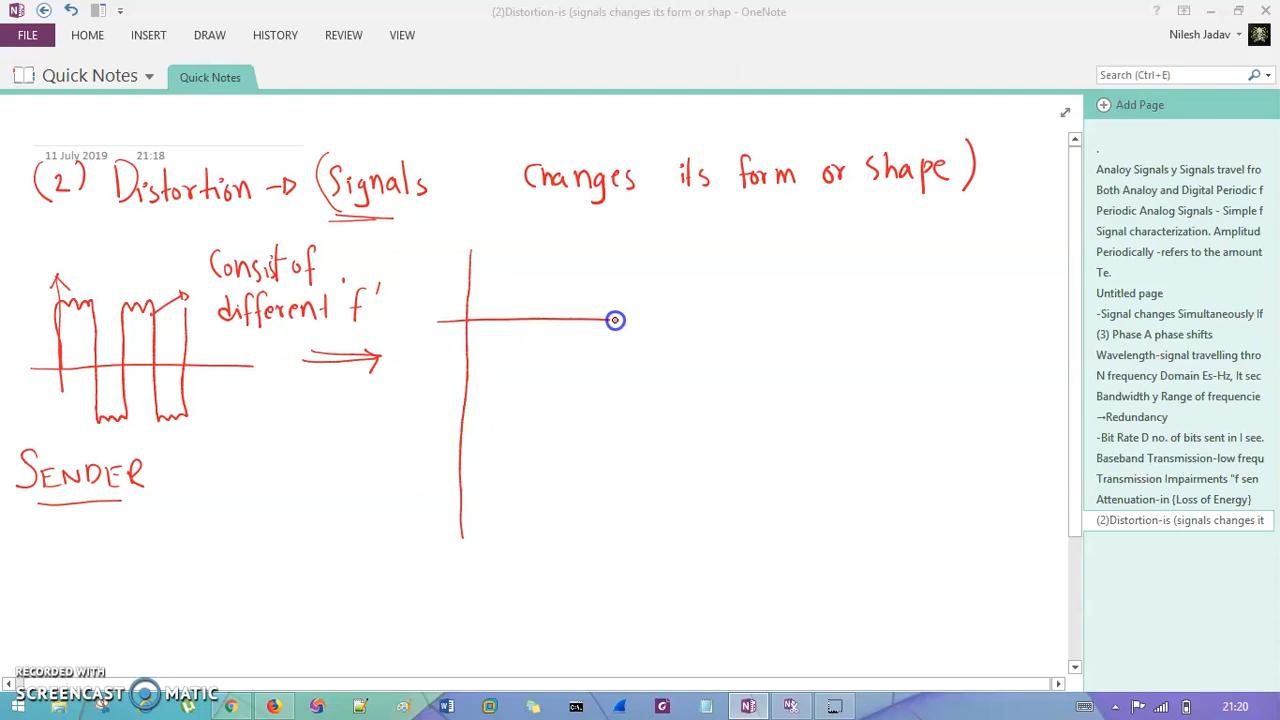 (2)Distortion-is (signals changes its form or shap - OneNote
FILE HOME INSERT DRAW HISTORY REVIEW VIEW
Nilesh Jadav
Quick Notes
Quick Notes
Search (Ctrl+E)
Add Page
11 July 2019 21:18
(2) Distortion → (Signals changes its form or shape)
Consist of
different 'f'
SENDER
.
Analoy Signals y Signals travel fro
Both Analoy and Digital Periodic f
Periodic Analog Signals - Simple f
Signal characterization. Amplitud
Periodically -refers to the amount
Te.
Untitled page
-Signal changes Simultaneously If
(3) Phase A phase shifts
Wavelength-signal travelling thro
N frequency Domain Es-Hz, It sec
Bandwidth y Range of frequencie
→Redundancy
-Bit Rate D no. of bits sent in I see.
Baseband Transmission-low frequ
Transmission Impairments "f sen
Attenuation-in {Loss of Energy}
(2)Distortion-is (signals changes it
RECORDED WITH
SCREENCAST MATIC
21:20